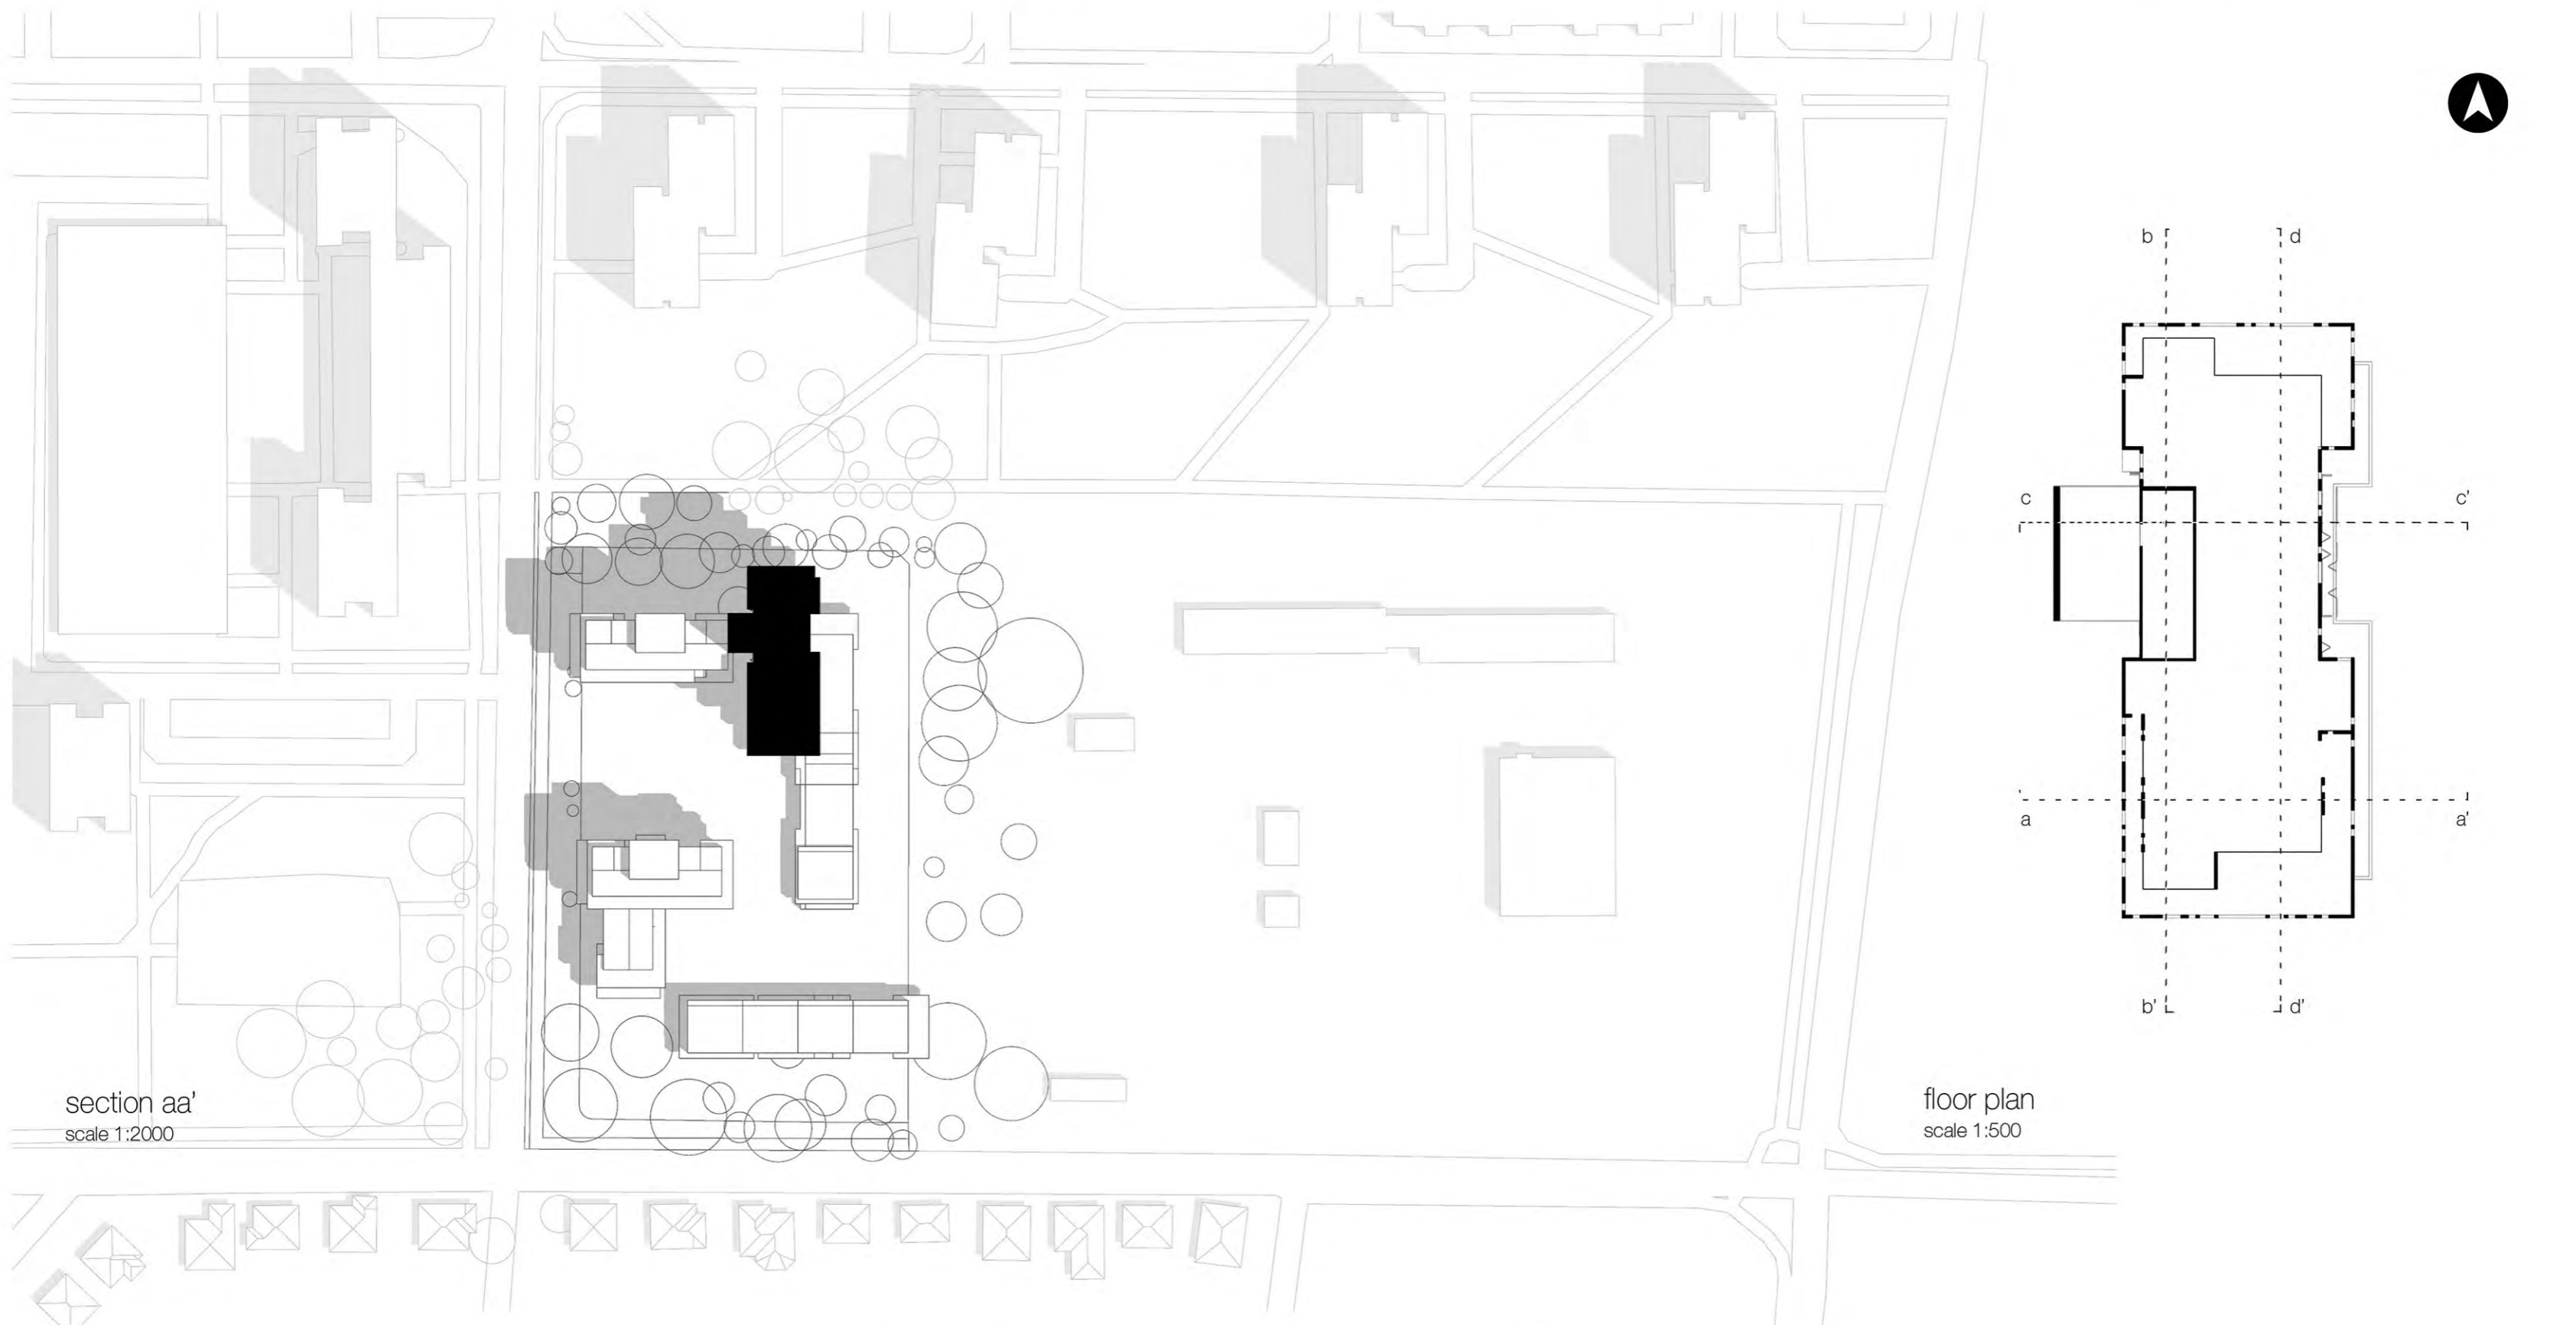 b d
c c'
a a'
b' d'
section aa'
scale 1:2000
floor plan
scale 1:500